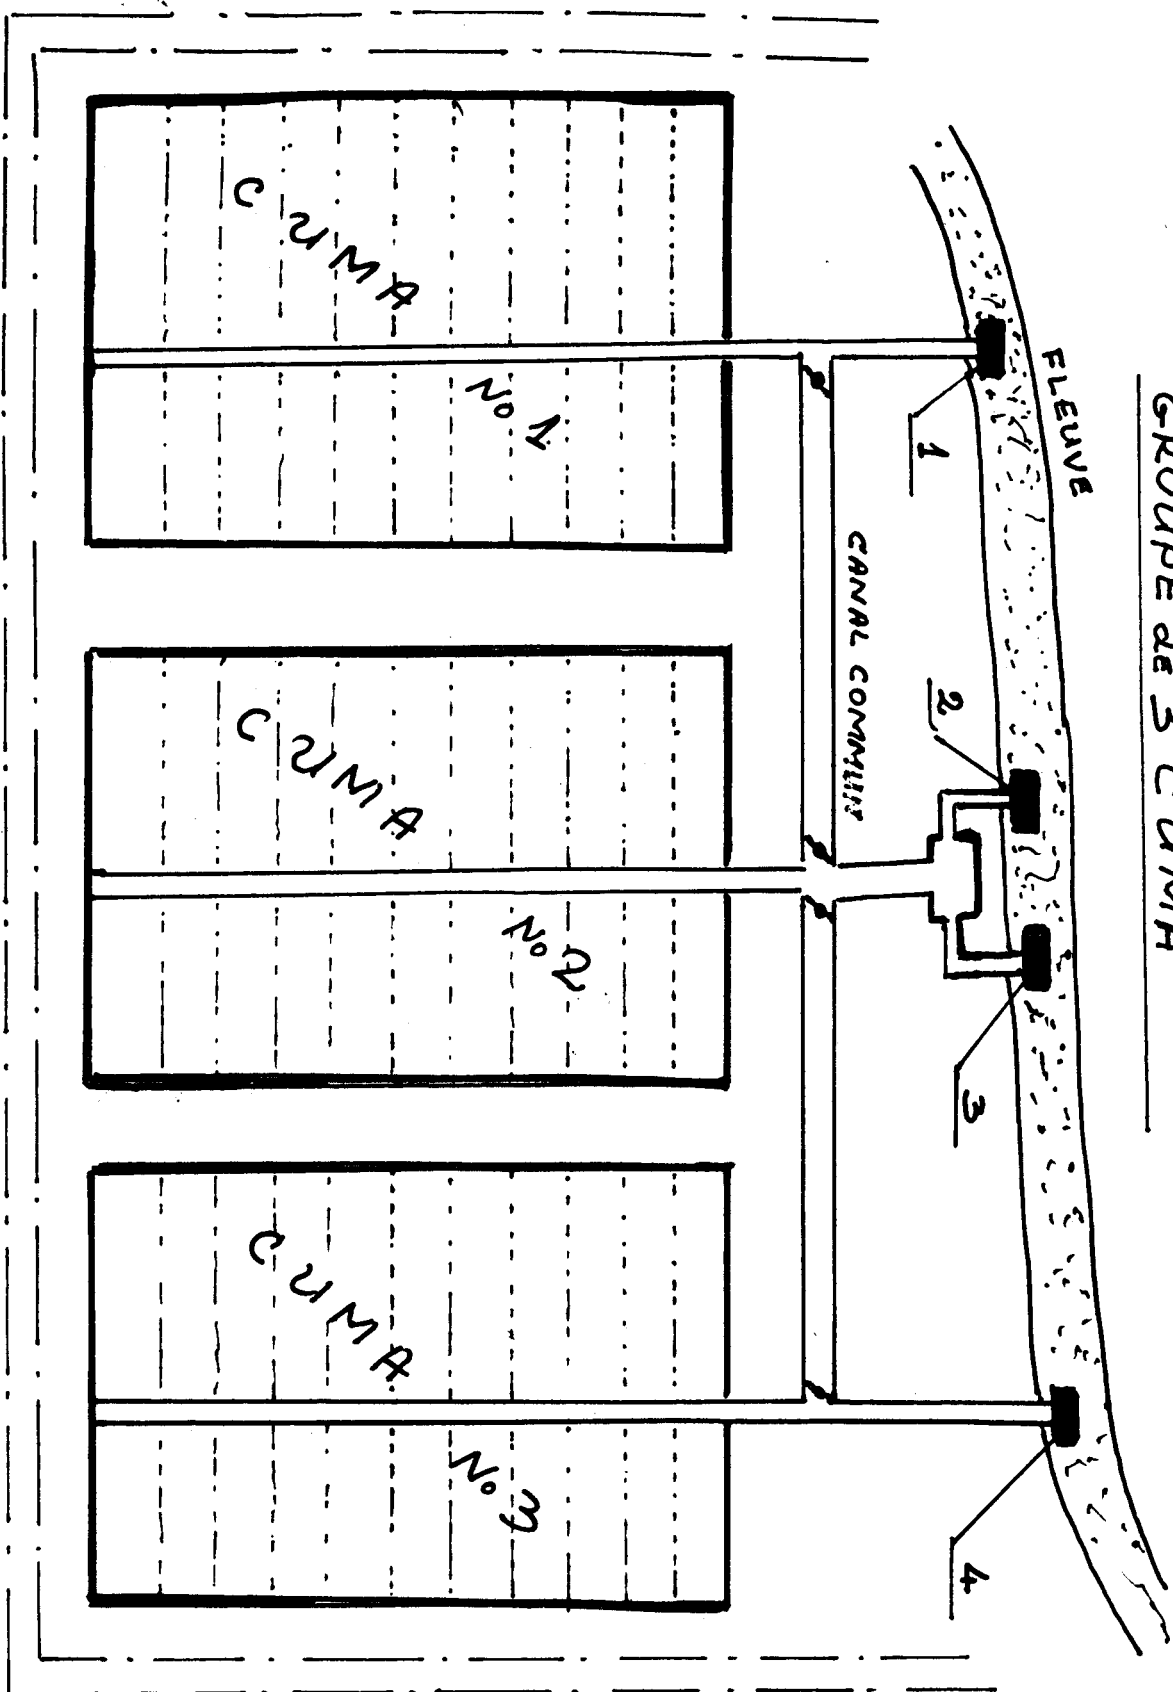 GROUPE de 3 CUMA
FLEUVE
1
2
3
4
CANAL COMMUN
CUMA
No 1
CUMA
No 2
CUMA
No 3